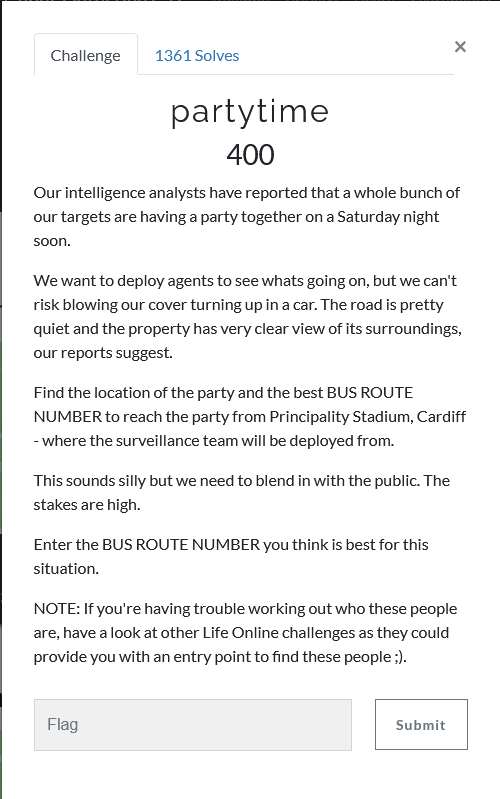 Challenge
1361 Solves
×
partytime
400
Our intelligence analysts have reported that a whole bunch of
our targets are having a party together on a Saturday night
soon.
We want to deploy agents to see whats going on, but we can't
risk blowing our cover turning up in a car. The road is pretty
quiet and the property has very clear view of its surroundings,
our reports suggest.
Find the location of the party and the best BUS ROUTE
NUMBER to reach the party from Principality Stadium, Cardiff
- where the surveillance team will be deployed from.
This sounds silly but we need to blend in with the public. The
stakes are high.
Enter the BUS ROUTE NUMBER you think is best for this
situation.
NOTE: If you're having trouble working out who these people
are, have a look at other Life Online challenges as they could
provide you with an entry point to find these people ;).
Flag
Submit